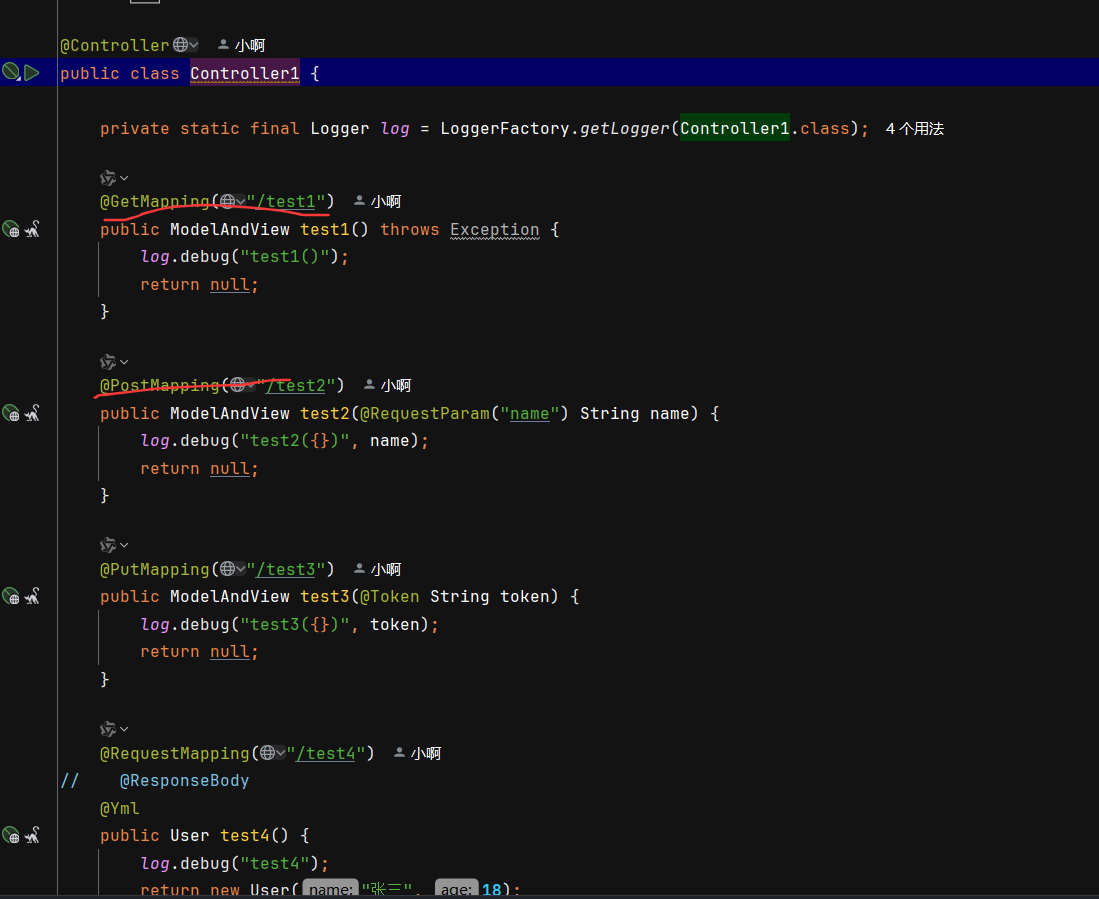 @Controller 小啊
public class Controller1 {
private static final Logger log = LoggerFactory.getLogger(Controller1.class); 4 个用法
@GetMapping("/test1") 小啊
public ModelAndView test1() throws Exception {
log.debug("test1()");
return null;
}
@PostMapping("/test2") 小啊
public ModelAndView test2(@RequestParam("name") String name) {
log.debug("test2({})", name);
return null;
}
@PutMapping("/test3") 小啊
public ModelAndView test3(@Token String token) {
log.debug("test3({})", token);
return null;
}
@RequestMapping("/test4") 小啊
// @ResponseBody
@Yml
public User test4() {
log.debug("test4");
return new User( name: "张三", age: 18);